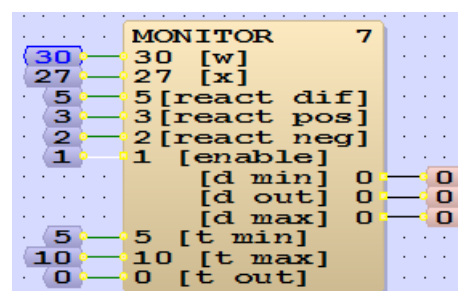 MONITOR 7
30 30 [w]
27 27 [x]
5 5[react dif]
3 3[react pos]
2 2[react neg]
1 1 [enable]
[d min] 0 0
[d out] 0 0
[d max] 0 0
5 5 [t min]
10 10 [t max]
0 0 [t out]